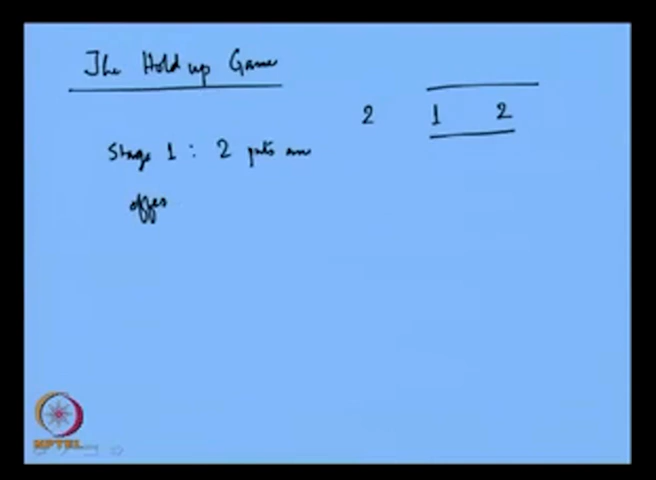 The Hold up Game
2 1 2
Stage 1 : 2 puts an
offer
NPTEL